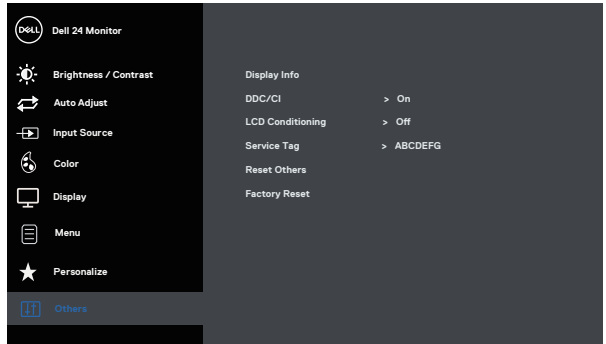 DELL Dell 24 Monitor
Brightness / Contrast
Auto Adjust
Input Source
Color
Display
Menu
Personalize
Others
Display Info
DDC/CI > On
LCD Conditioning > Off
Service Tag > ABCDEFG
Reset Others
Factory Reset